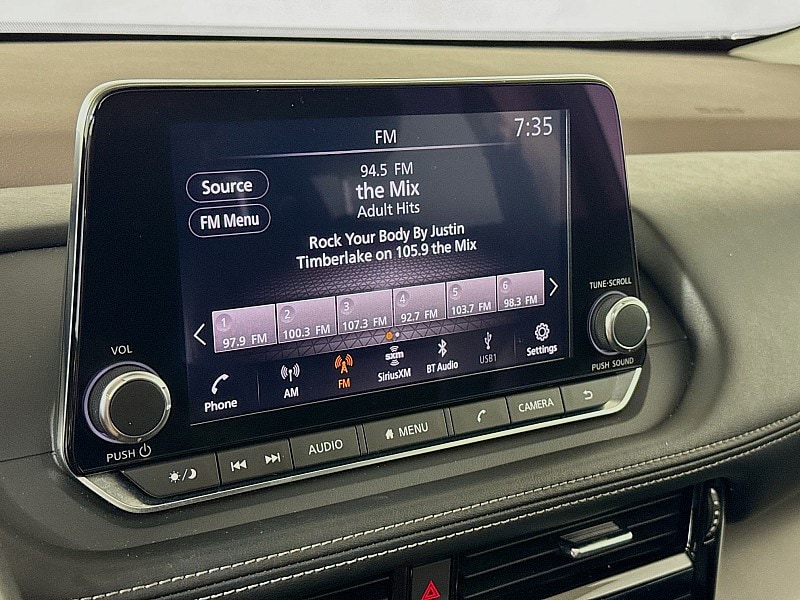 FM
7:35
94.5 FM
the Mix
Adult Hits
Source
FM Menu
Rock Your Body By Justin
Timberlake on 105.9 the Mix
1
97.9 FM
2
100.3 FM
3
107.3 FM
4
92.7 FM
5
103.7 FM
6
98.3 FM
Phone
AM
FM
sxm
SiriusXM
BT Audio
USB1
Settings
VOL
PUSH
TUNE·SCROLL
PUSH SOUND
AUDIO
MENU
CAMERA